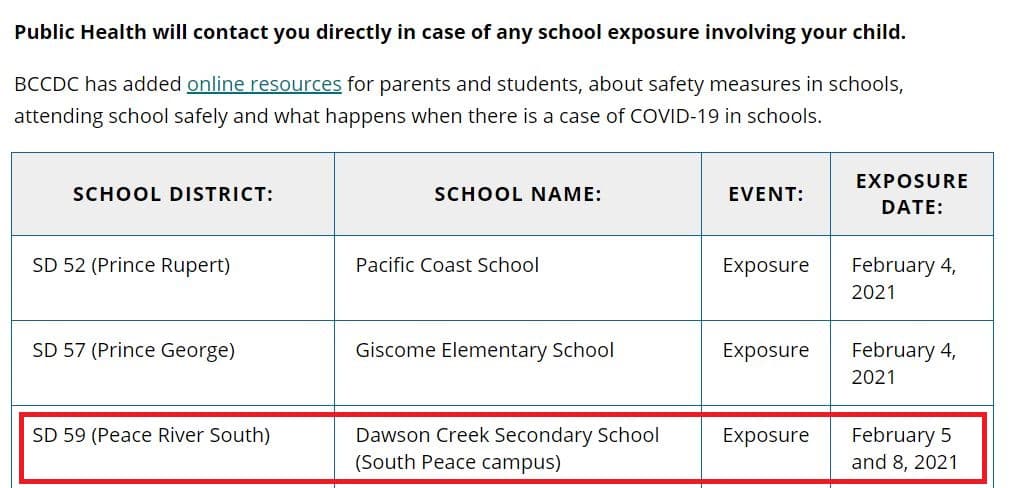 Public Health will contact you directly in case of any school exposure involving your child.
BCCDC has added online resources for parents and students, about safety measures in schools,
attending school safely and what happens when there is a case of COVID-19 in schools.
SCHOOL DISTRICT:
SCHOOL NAME:
EVENT:
EXPOSURE
DATE:
SD 52 (Prince Rupert)
Pacific Coast School
Exposure
February 4,
2021
SD 57 (Prince George)
Giscome Elementary School
Exposure
February 4,
2021
SD 59 (Peace River South)
Dawson Creek Secondary School
(South Peace campus)
Exposure
February 5
and 8, 2021